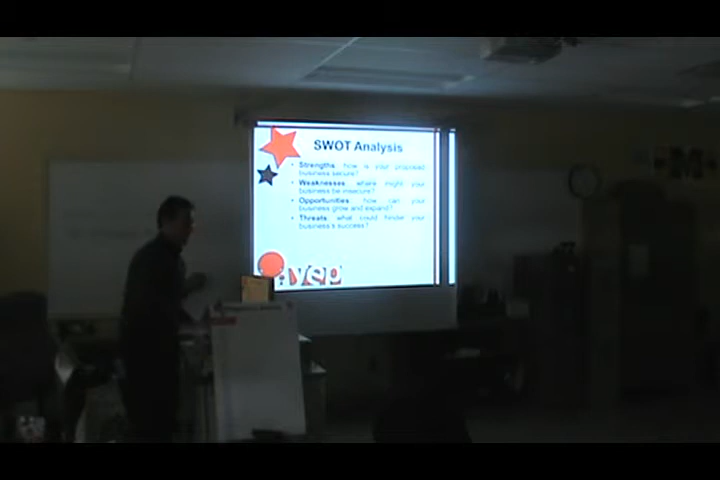 SWOT Analysis
• Strengths: how is your proposed
business secure?
• Weaknesses: where might your
business be insecure?
• Opportunities: how can your
business grow and expand?
• Threats: what could hinder your
business's success?
yep